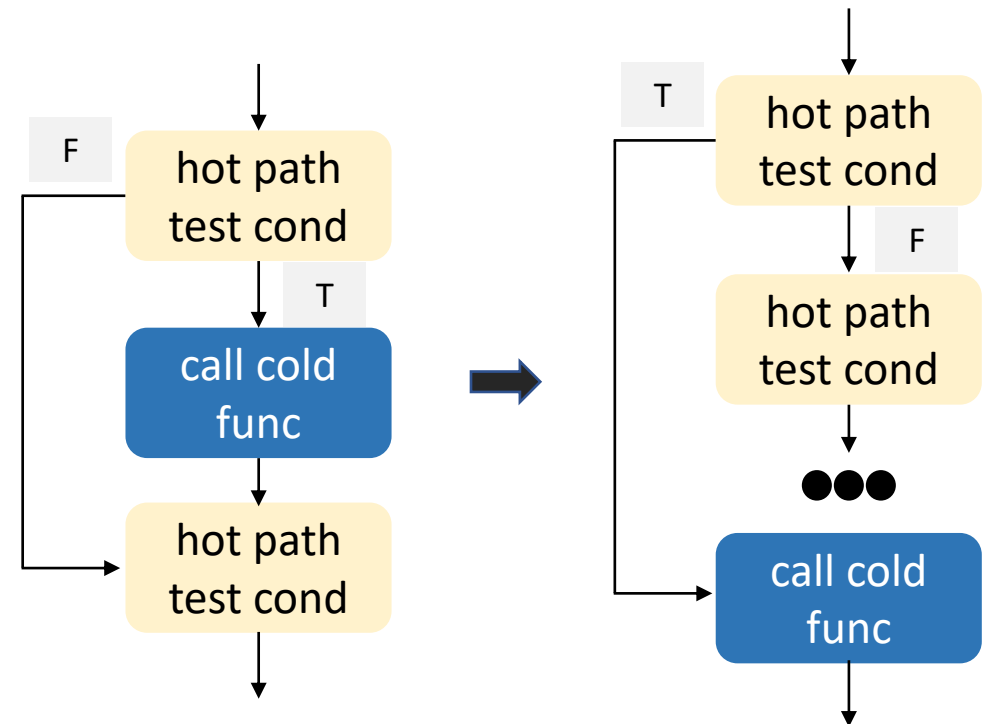 F
hot path
test cond
T
call cold
func
hot path
test cond
T
hot path
test cond
F
hot path
test cond
call cold
func